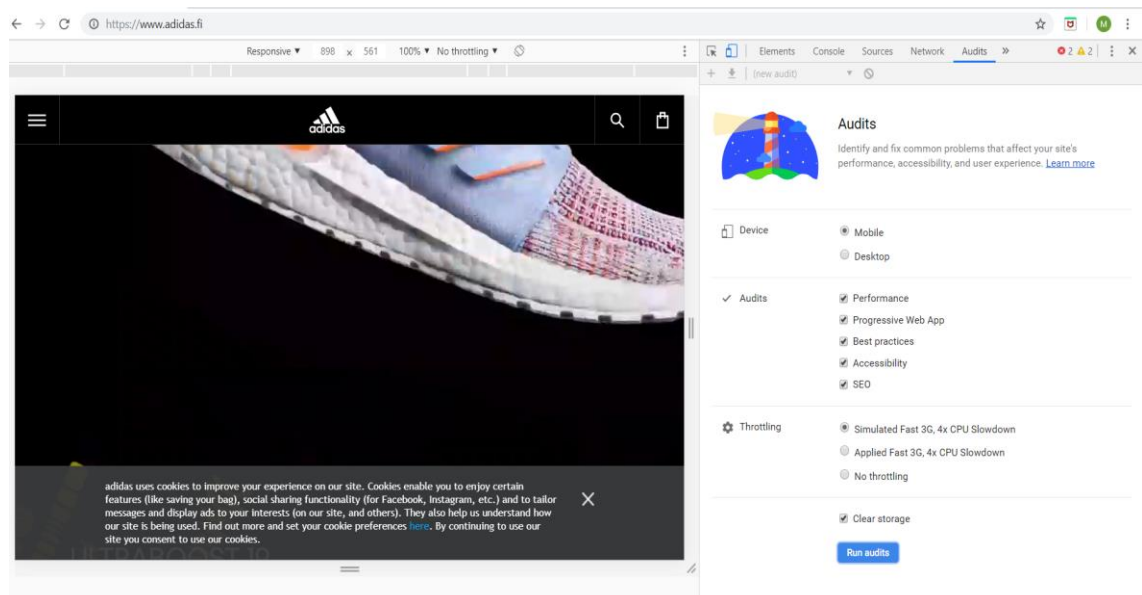 https://www.adidas.fi
M
Responsive ▼ 898 x 561 100% ▼ No throttling ▼
Elements Console Sources Network Audits » 2 2
(new audit)
adidas
Audits
Identify and fix common problems that affect your site's
performance, accessibility, and user experience. Learn more
Device
Mobile
Desktop
Audits
Performance
Progressive Web App
Best practices
Accessibility
SEO
Throttling
Simulated Fast 3G, 4x CPU Slowdown
Applied Fast 3G, 4x CPU Slowdown
No throttling
Clear storage
Run audits
adidas uses cookies to improve your experience on our site. Cookies enable you to enjoy certain
features (like saving your bag), social sharing functionality (for Facebook, Instagram, etc.) and to tailor
messages and display ads to your interests (on our site, and others). They also help us understand how
our site is being used. Find out more and set your cookie preferences here. By continuing to use our
site you consent to use our cookies.
ULTRABOOST 19